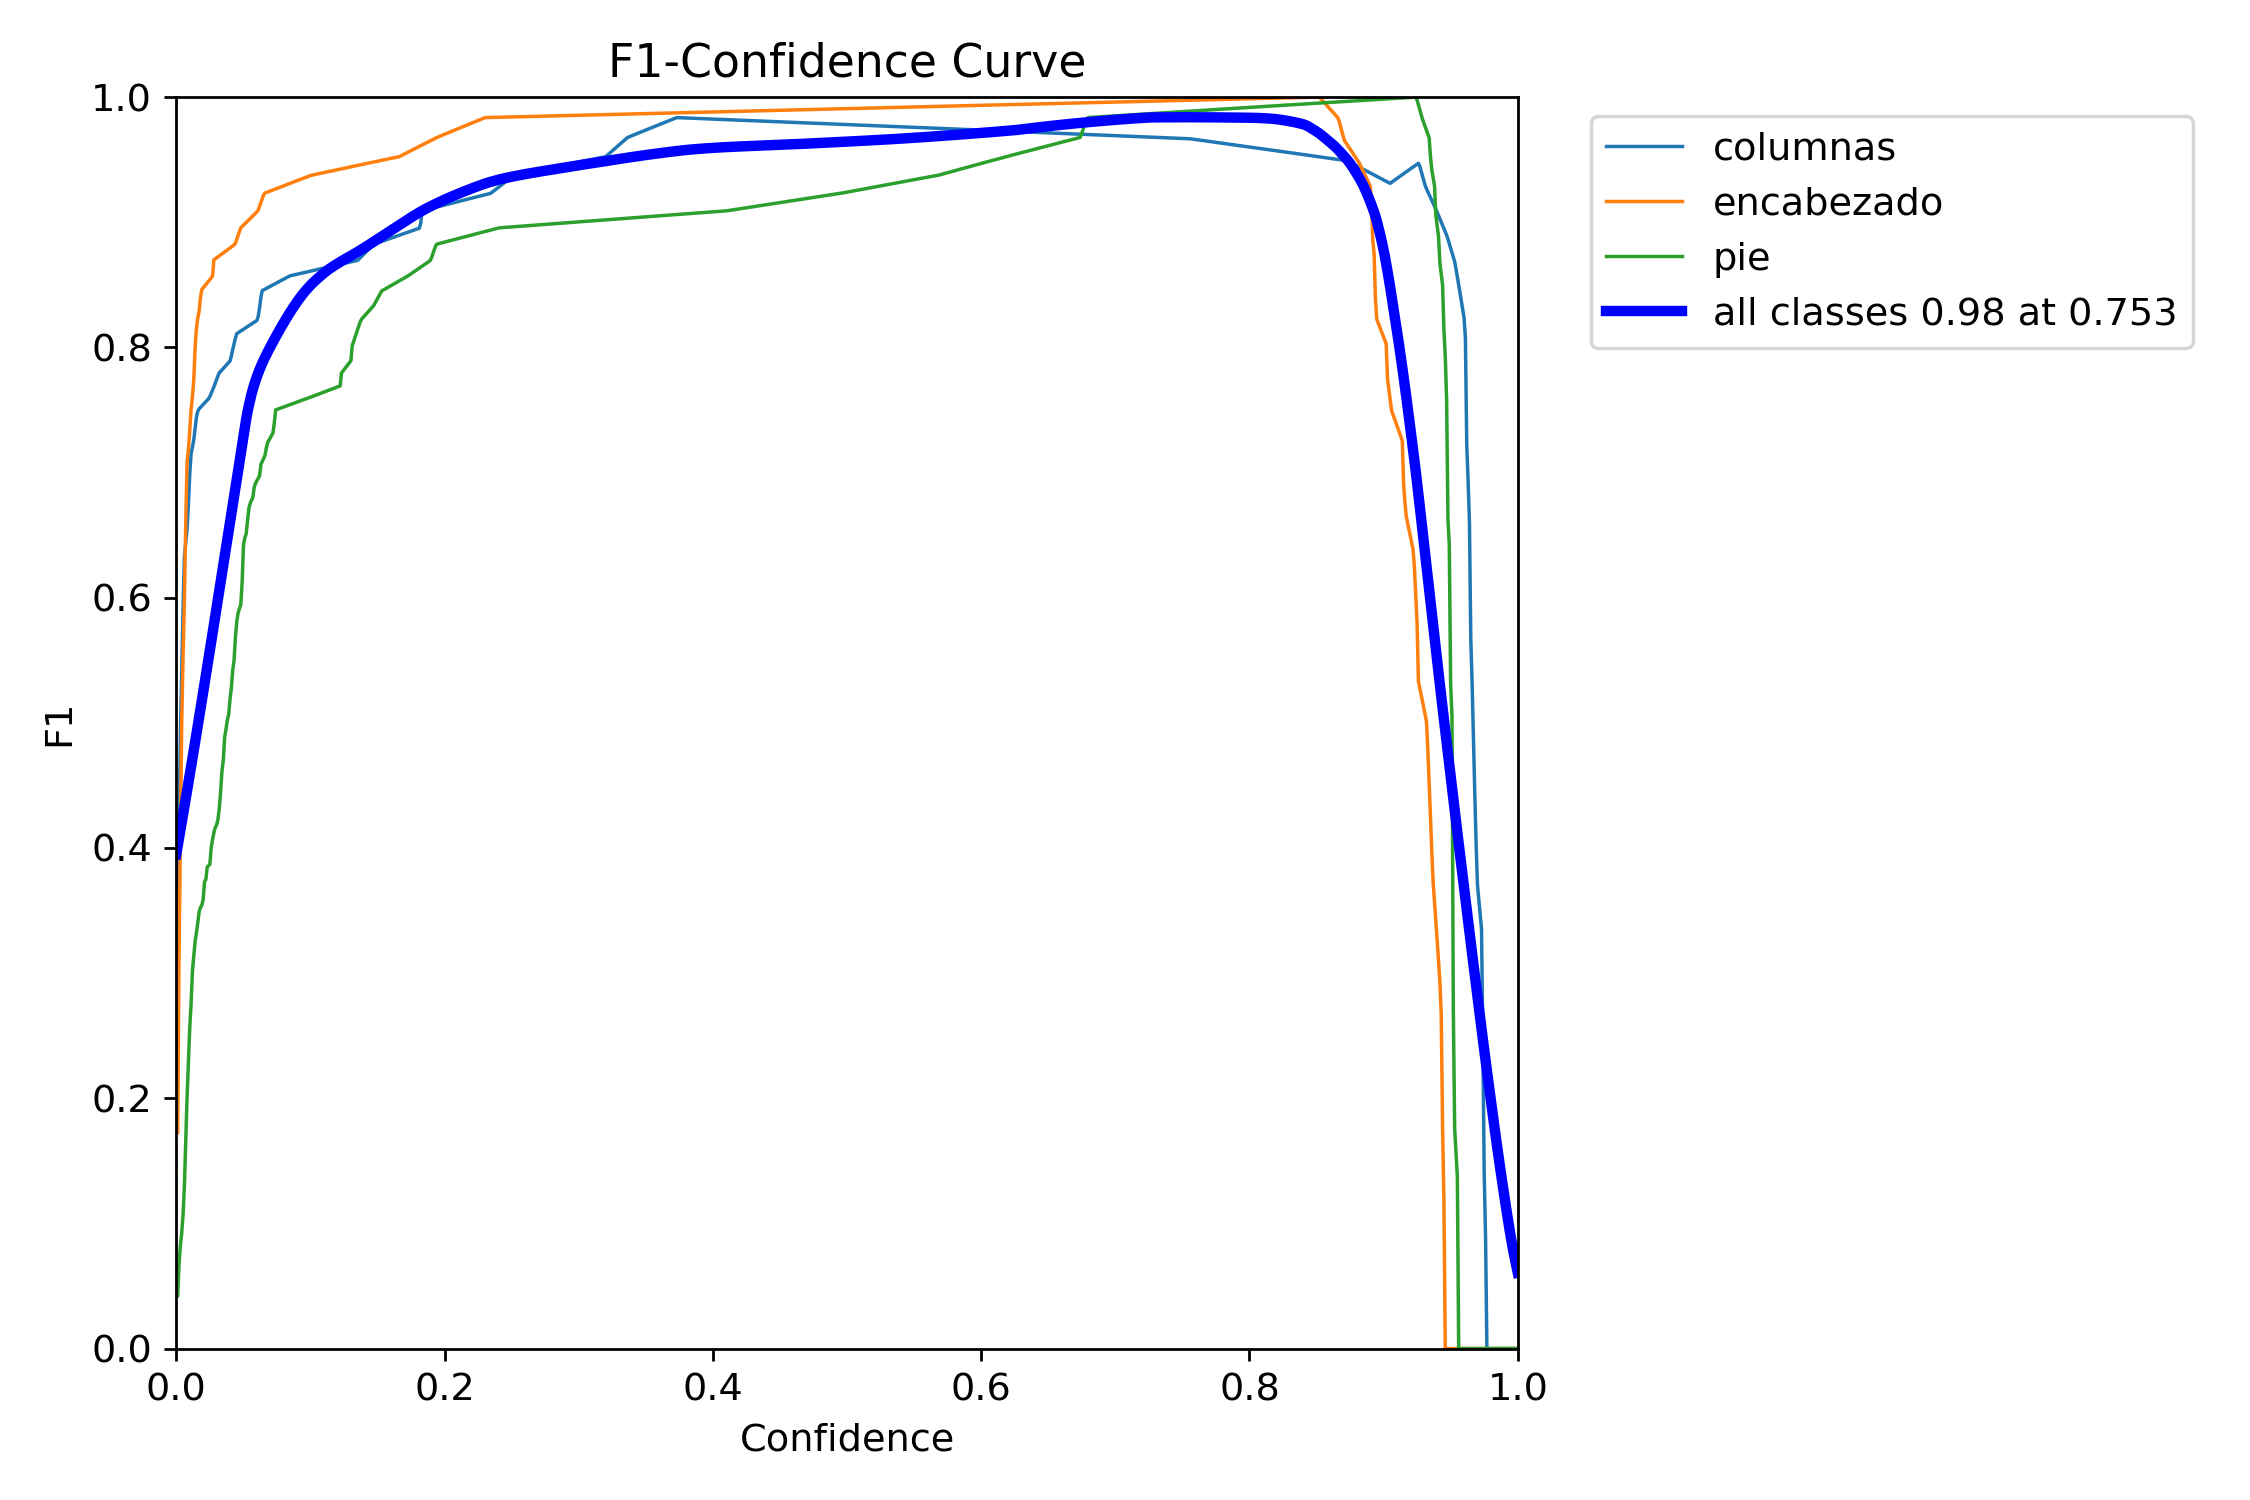 F1-Confidence Curve
1.0
0.8
0.6
0.4
0.2
0.0
F1
0.0 0.2 0.4 0.6 0.8 1.0
Confidence
columnas
encabezado
pie
all classes 0.98 at 0.753